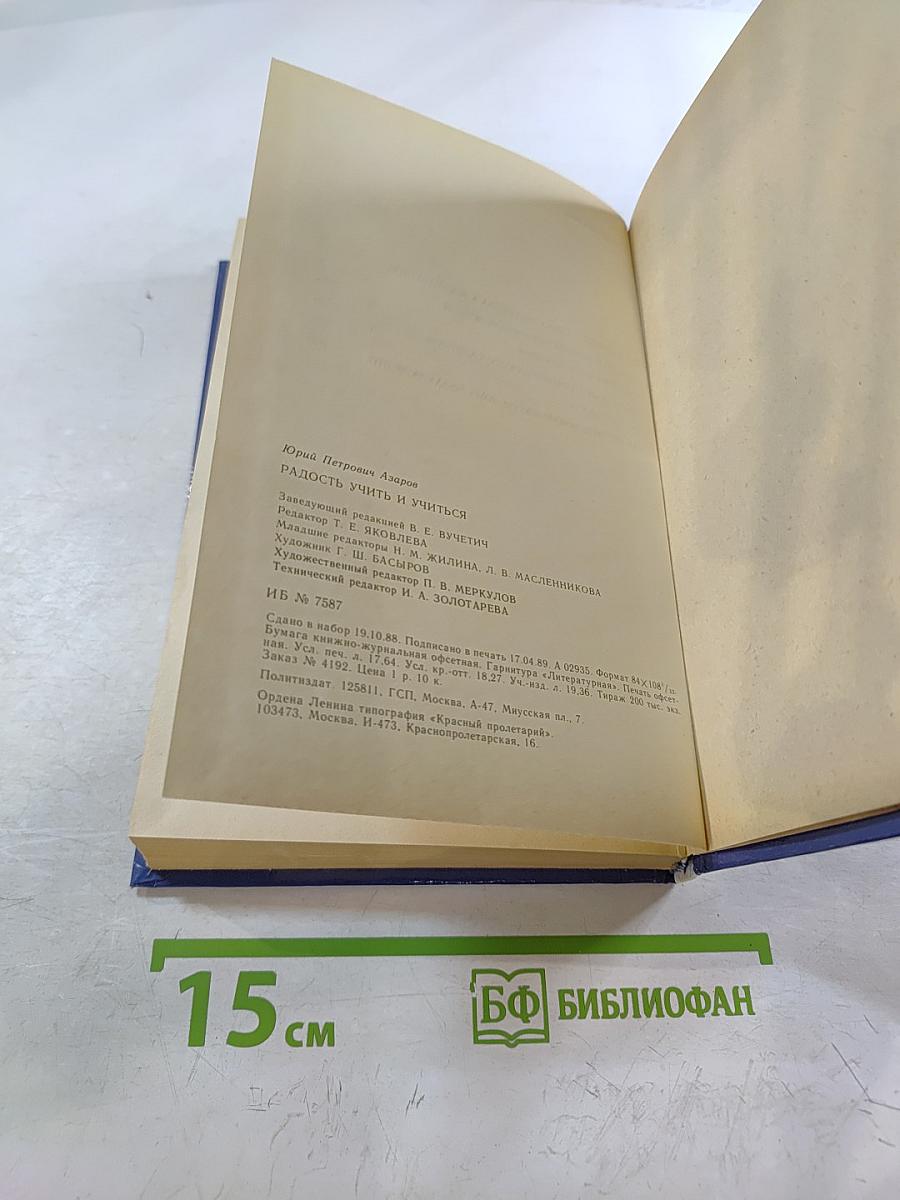 Юрий Петрович Азаров
РАДОСТЬ УЧИТЬ И УЧИТЬСЯ
Заведующий редакцией В. Е. ВУЧЕТИЧ
Редактор Т. Е. ЯКОВЛЕВА
Младшие редакторы Н. М. ЖИЛИНА, Л. В. МАСЛЕННИКОВА
Художник Г. Ш. БАСЫРОВ
Художественный редактор П. В. МЕРКУЛОВ
Технический редактор И. А. ЗОЛОТАРЕВА
ИБ № 7587
Сдано в набор 19.10.88. Подписано в печать 17.04.89. А 02935. Формат 84×108¹/₃₂.
Бумага книжно-журнальная офсетная. Гарнитура «Литературная». Печать офсет-
ная. Усл. печ. л. 17,64. Усл. кр.-отт. 18,27. Уч.-изд. л. 19,36. Тираж 200 тыс. экз.
Заказ № 4192. Цена 1 р. 10 к.
Политиздат. 125811, ГСП, Москва, А-47, Миусская пл., 7.
Ордена Ленина типография «Красный пролетарий».
103473, Москва, И-473, Краснопролетарская, 16.
15 см
БФ БИБЛИОФАН